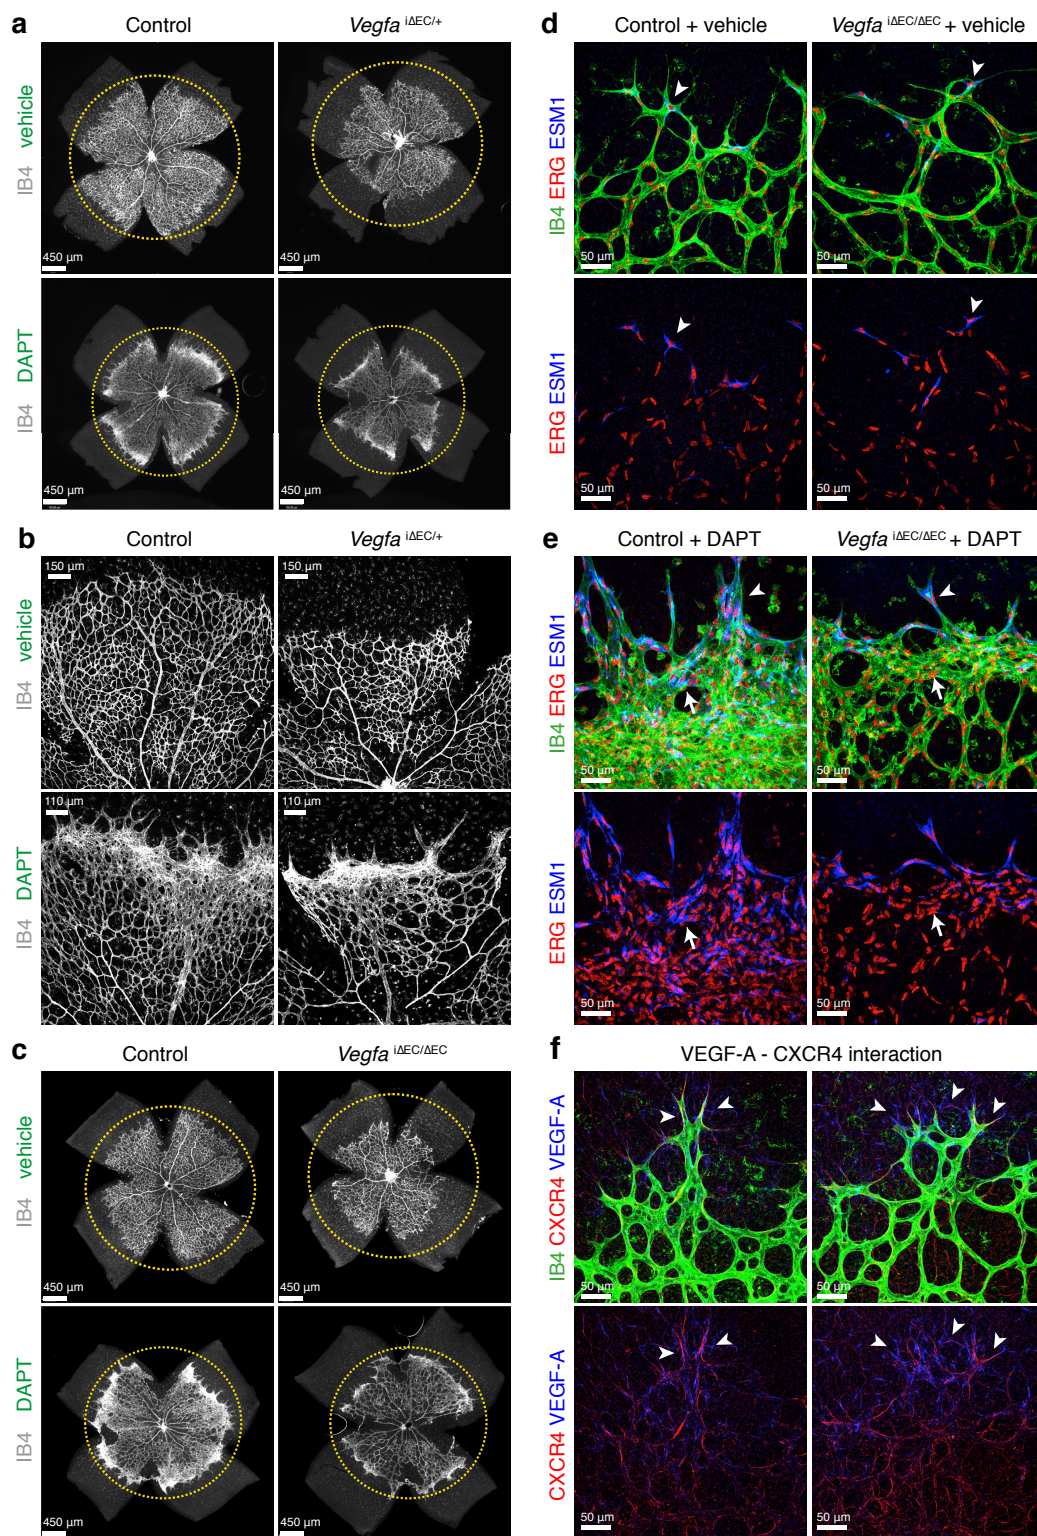 a
Control
Vegfa iΔEC/+
IB4 vehicle
450 µm
450 µm
IB4 DAPT
450 µm
450 µm
b
Control
Vegfa iΔEC/+
IB4 vehicle
150 µm
150 µm
IB4 DAPT
110 µm
110 µm
c
Control
Vegfa iΔEC/ΔEC
IB4 vehicle
450 µm
450 µm
IB4 DAPT
450 µm
450 µm
d
Control + vehicle
Vegfa iΔEC/ΔEC + vehicle
IB4 ERG ESM1
50 µm
50 µm
ERG ESM1
50 µm
50 µm
e
Control + DAPT
Vegfa iΔEC/ΔEC + DAPT
IB4 ERG ESM1
50 µm
50 µm
ERG ESM1
50 µm
50 µm
f
VEGF-A - CXCR4 interaction
IB4 CXCR4 VEGF-A
50 µm
50 µm
CXCR4 VEGF-A
50 µm
50 µm